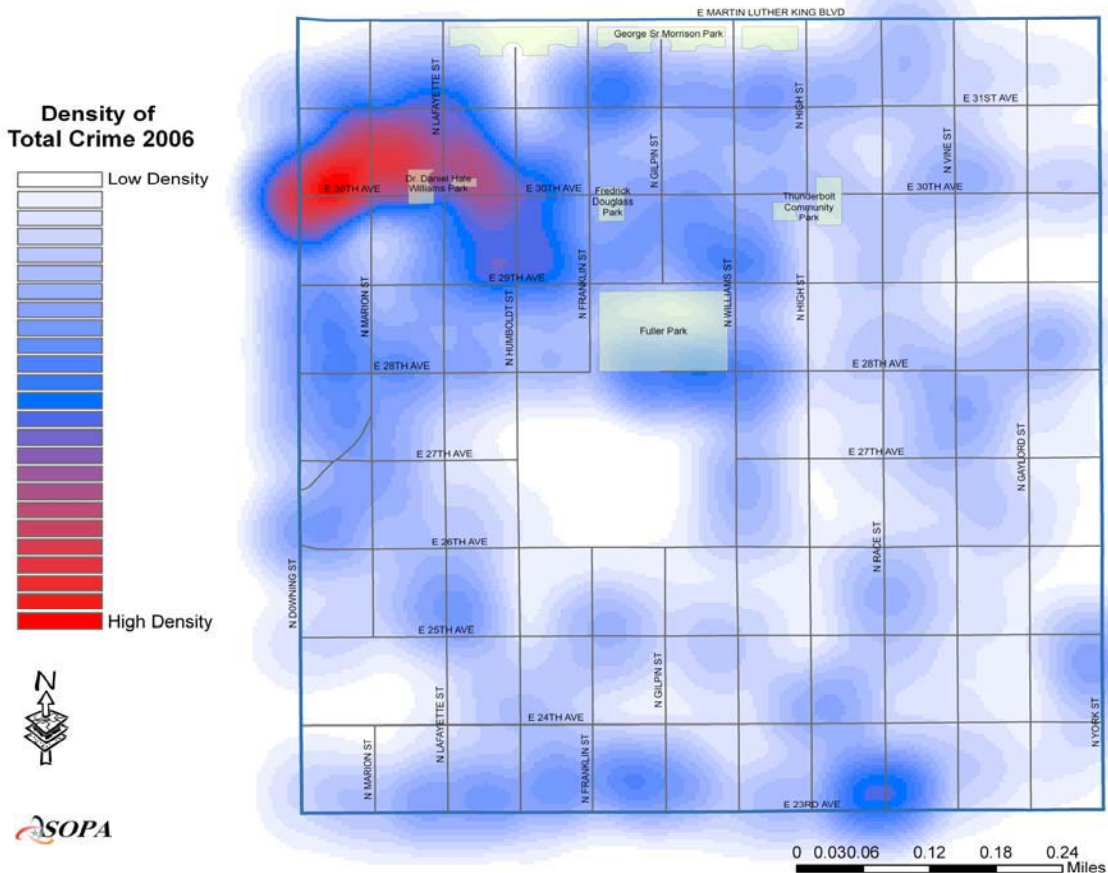 E MARTIN LUTHER KING BLVD
George Sr Morrison Park
N LAFAYETTE ST
N HIGH ST
E 31ST AVE
Density of
Total Crime 2006
Low Density
High Density
N GILPIN ST
N VINE ST
Dr. Daniel Hale
Williams Park
E 30TH AVE
E 30TH AVE
Fredrick
Douglass
Park
Thunderbolt
Community
Park
E 30TH AVE
N MARION ST
E 29TH AVE
N HUMBOLDT ST
N FRANKLIN ST
N WILLIAMS ST
N HIGH ST
Fuller Park
E 28TH AVE
E 28TH AVE
N GAYLORD ST
E 27TH AVE
E 27TH AVE
E 26TH AVE
N RACE ST
N DOWNING ST
E 25TH AVE
N LAFAYETTE ST
N GILPIN ST
E 24TH AVE
N MARION ST
N FRANKLIN ST
N YORK ST
E 23RD AVE
N
SOPA
0 0.03 0.06 0.12 0.18 0.24
Miles